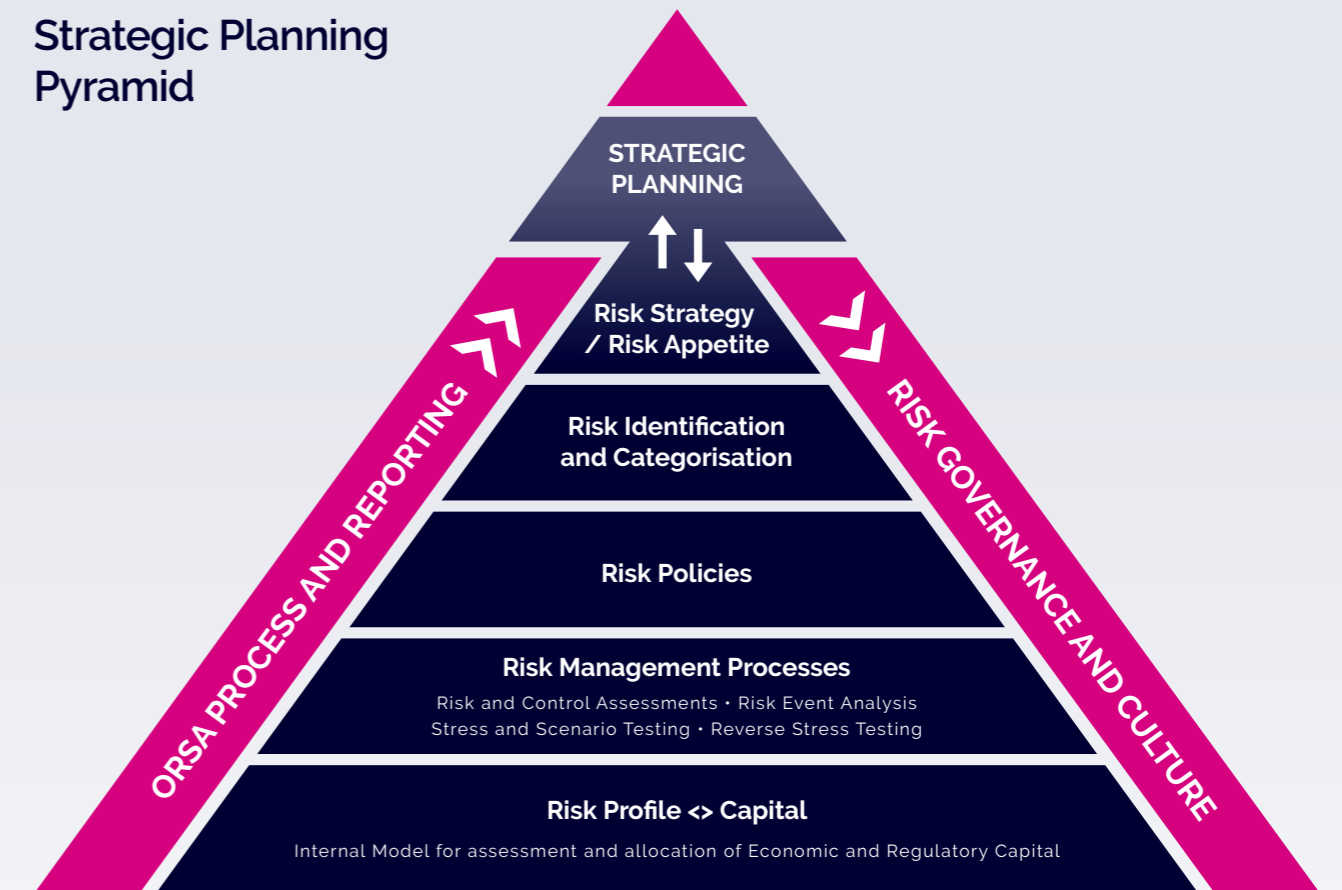 Strategic Planning
Pyramid
STRATEGIC
PLANNING
Risk Strategy
/ Risk Appetite
Risk Identification
and Categorisation
Risk Policies
Risk Management Processes
Risk and Control Assessments • Risk Event Analysis
Stress and Scenario Testing • Reverse Stress Testing
Risk Profile <> Capital
Internal Model for assessment and allocation of Economic and Regulatory Capital
ORSA PROCESS AND REPORTING
RISK GOVERNANCE AND CULTURE